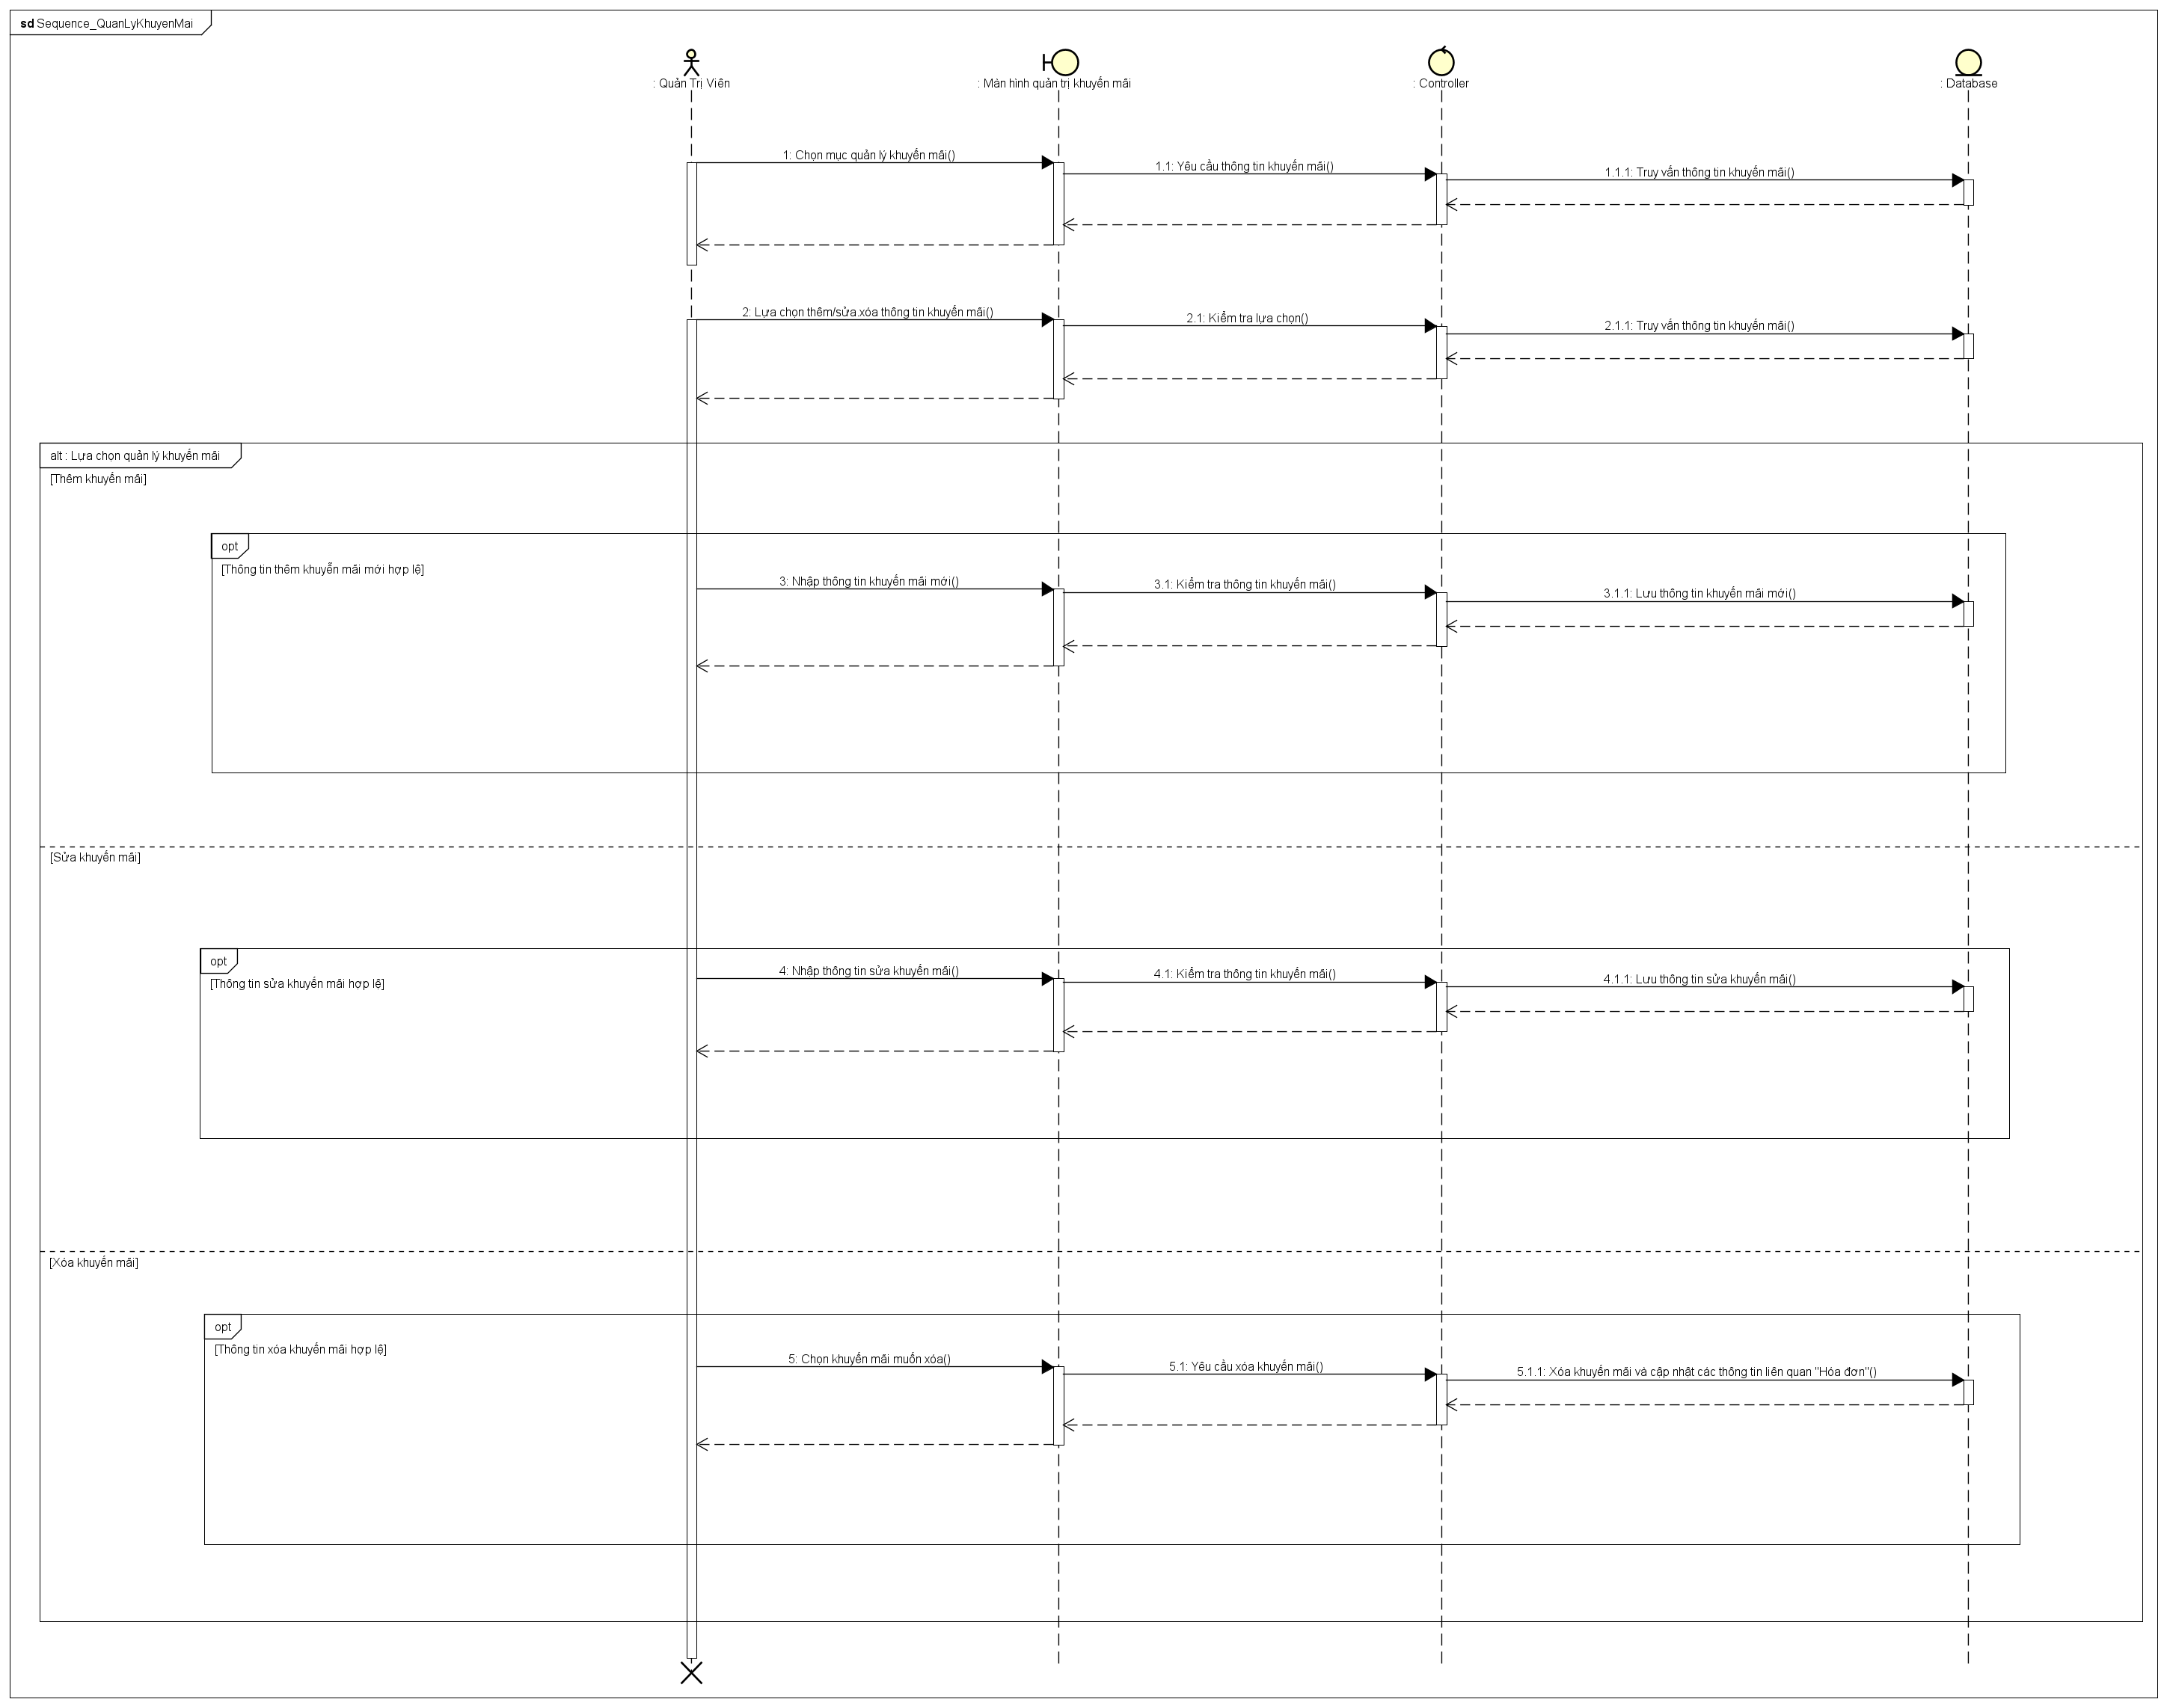 sd Sequence_QuanLyKhuyenMai
: Quản Trị Viên
: Màn hình quản trị khuyến mãi
: Controller
: Database
1: Chọn mục quản lý khuyến mãi()
1.1: Yêu cầu thông tin khuyến mãi()
1.1.1: Truy vấn thông tin khuyến mãi()
2: Lựa chọn thêm/sửa.xóa thông tin khuyến mãi()
2.1: Kiểm tra lựa chọn()
2.1.1: Truy vấn thông tin khuyến mãi()
alt : Lựa chọn quản lý khuyến mãi
[Thêm khuyến mãi]
opt
[Thông tin thêm khuyễn mãi mới hợp lệ]
3: Nhập thông tin khuyến mãi mới()
3.1: Kiểm tra thông tin khuyến mãi()
3.1.1: Lưu thông tin khuyến mãi mới()
[Sửa khuyến mãi]
opt
[Thông tin sửa khuyến mãi hợp lệ]
4: Nhập thông tin sửa khuyến mãi()
4.1: Kiểm tra thông tin khuyến mãi()
4.1.1: Lưu thông tin sửa khuyến mãi()
[Xóa khuyến mãi]
opt
[Thông tin xóa khuyến mãi hợp lệ]
5: Chọn khuyến mãi muốn xóa()
5.1: Yêu cầu xóa khuyến mãi()
5.1.1: Xóa khuyến mãi và cập nhật các thông tin liên quan "Hóa đơn"()